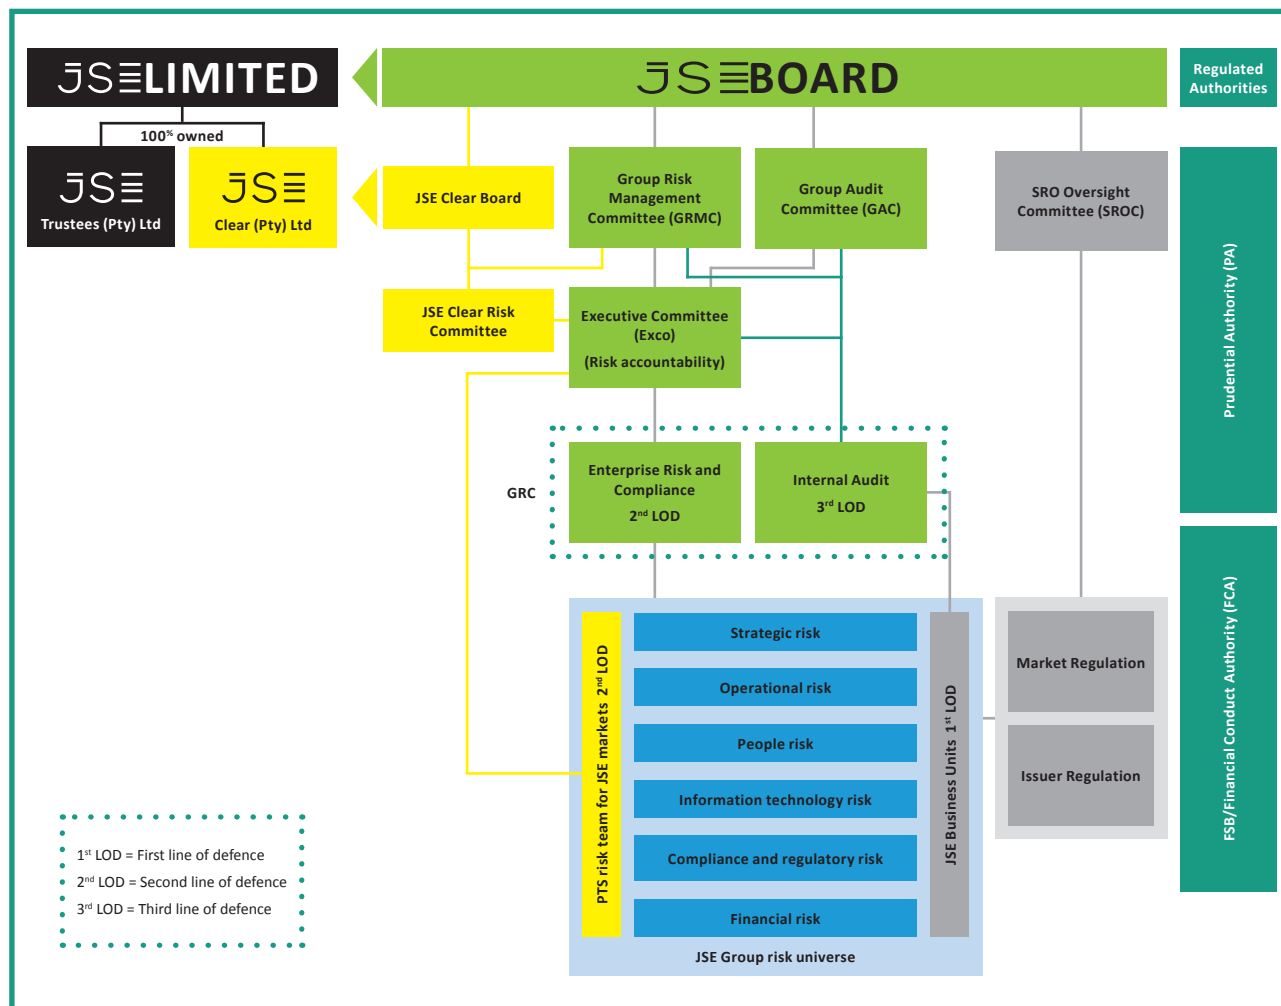 JSE LIMITED
JSE BOARD
Regulated
Authorities
100% owned
JSE
Trustees (Pty) Ltd
JSE
Clear (Pty) Ltd
JSE Clear Board
Group Risk
Management
Committee (GRMC)
Group Audit
Committee (GAC)
SRO Oversight
Committee (SROC)
Prudential Authority (PA)
JSE Clear Risk
Committee
Executive Committee
(Exco)
(Risk accountability)
GRC
Enterprise Risk and
Compliance
2nd LOD
Internal Audit
3rd LOD
FSB/Financial Conduct Authority (FCA)
PTS risk team for JSE markets 2nd LOD
Strategic risk
Operational risk
People risk
Information technology risk
Compliance and regulatory risk
Financial risk
JSE Business Units 1st LOD
JSE Group risk universe
Market Regulation
Issuer Regulation
1st LOD = First line of defence
2nd LOD = Second line of defence
3rd LOD = Third line of defence